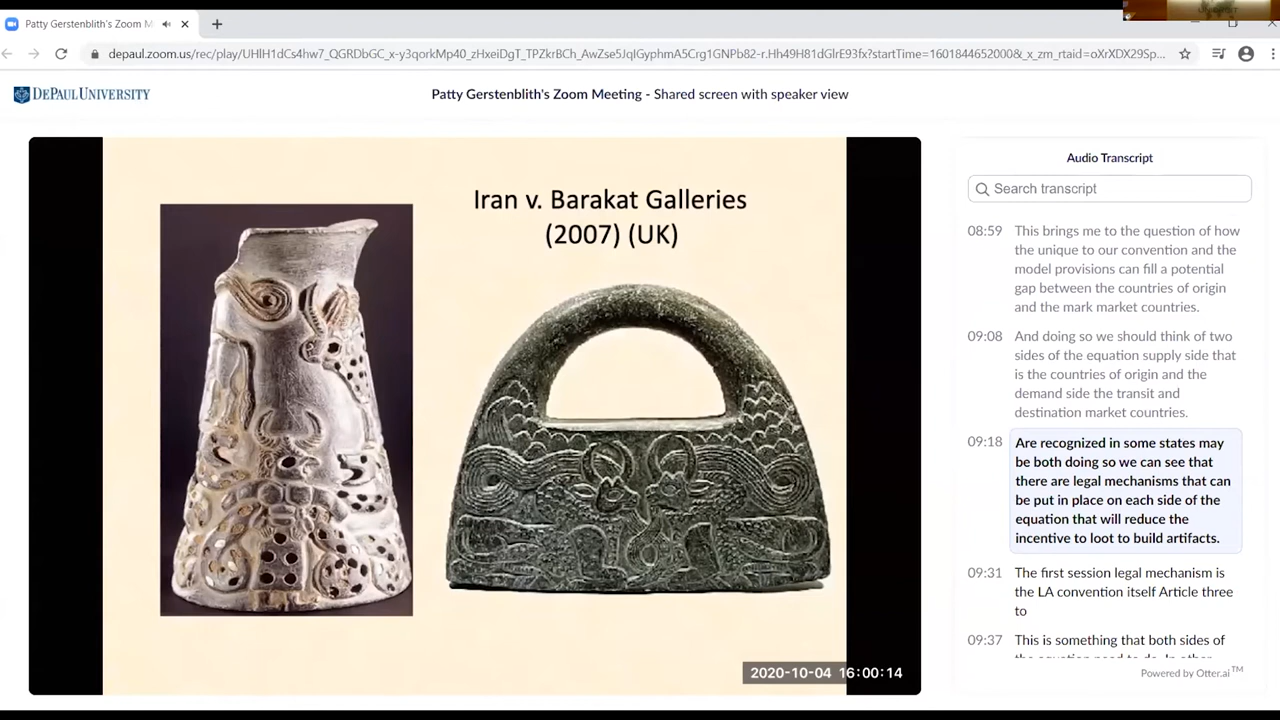 Patty Gerstenblith's Zoom M
depaul.zoom.us/rec/play/UHlH1dCs4hw7_QGRDbGC_x-y3qorkMp40_zHxeiDgT_TPZkrBCh_AwZse5JqIGyphmA5Crg1GNPb82-r.Hh49H81dGlrE93fx?startTime=1601844652000&_x_zm_rtaid=oXrXDX29Sp...
DEPAUL UNIVERSITY
Patty Gerstenblith's Zoom Meeting - Shared screen with speaker view
Iran v. Barakat Galleries
(2007) (UK)
2020-10-04 16:00:14
Audio Transcript
Search transcript
08:59 This brings me to the question of how
the unique to our convention and the
model provisions can fill a potential
gap between the countries of origin
and the mark market countries.
09:08 And doing so we should think of two
sides of the equation supply side that
is the countries of origin and the
demand side the transit and
destination market countries.
09:18 Are recognized in some states may
be both doing so we can see that
there are legal mechanisms that can
be put in place on each side of the
equation that will reduce the
incentive to loot to build artifacts.
09:31 The first session legal mechanism is
the LA convention itself Article three
to
09:37 This is something that both sides of
the equation need to do. In other
Powered by Otter.ai™